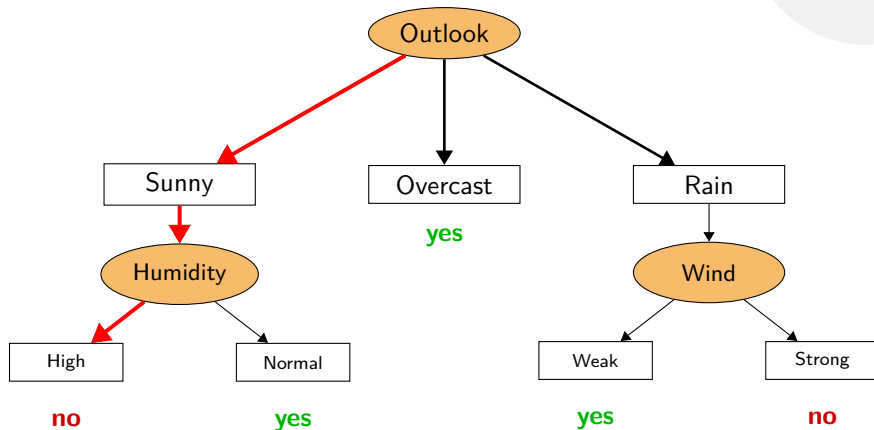 Outlook
Sunny
Overcast
Rain
yes
Humidity
Wind
High
Normal
Weak
Strong
no
yes
yes
no